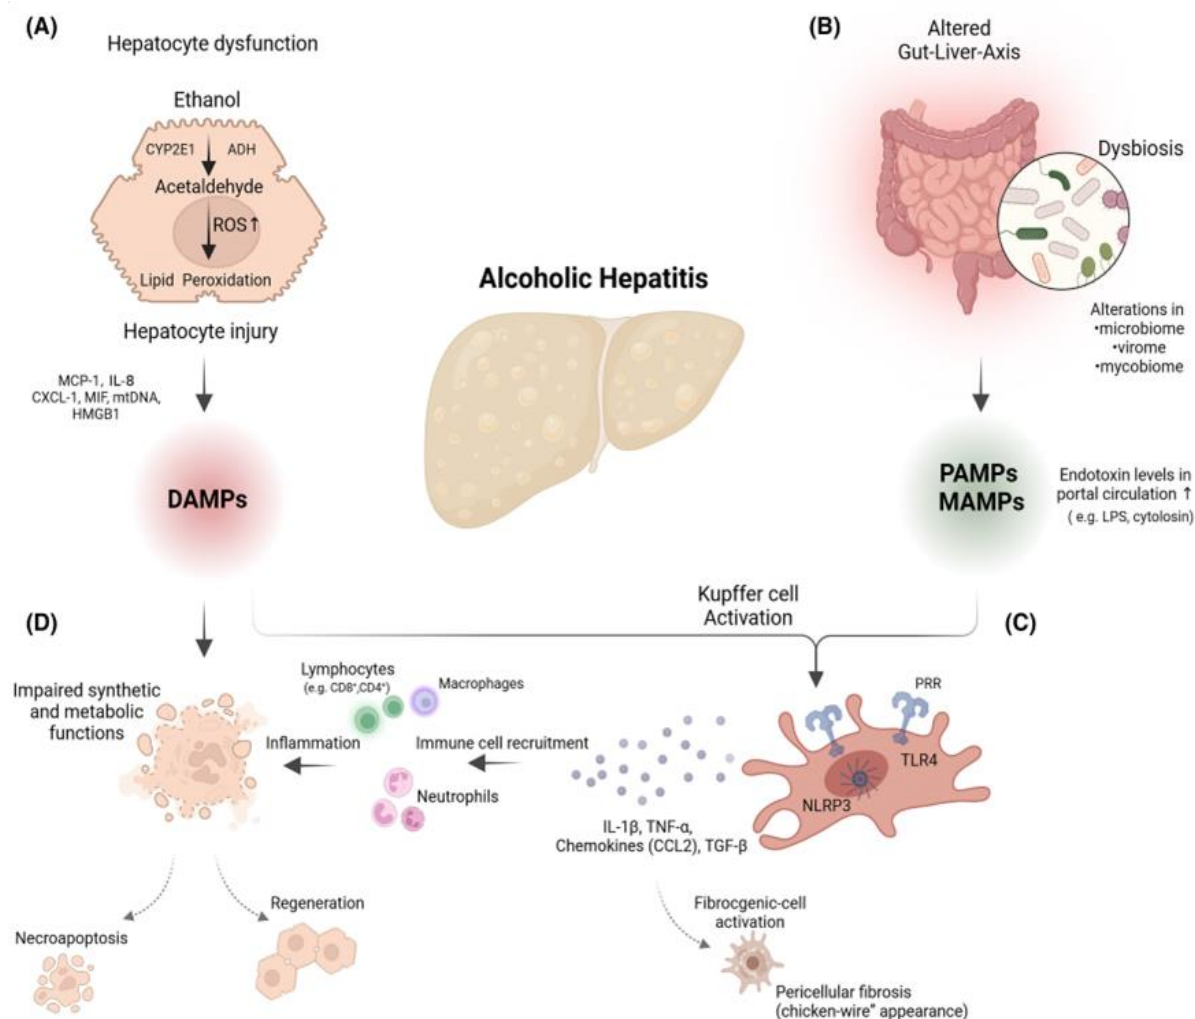 (A)
Hepatocyte dysfunction
Ethanol
CYP2E1 ADH
Acetaldehyde
ROS↑
Lipid Peroxidation
Hepatocyte injury
MCP-1, IL-8
CXCL-1, MIF, mtDNA,
HMGB1
DAMPs
Alcoholic Hepatitis
(B)
Altered
Gut-Liver-Axis
Dysbiosis
Alterations in
•microbiome
•virome
•mycobiome
PAMPs
MAMPs
Endotoxin levels in
portal circulation ↑
( e.g. LPS, cytolosin)
Kupffer cell
Activation
(C)
PRR
TLR4
NLRP3
IL-1β, TNF-α,
Chemokines (CCL2), TGF-β
Fibrocgenic-cell
activation
Pericellular fibrosis
(chicken-wire” appearance)
(D)
Impaired synthetic
and metabolic
functions
Lymphocytes
(e.g. CD8⁺,CD4⁺)
Macrophages
Inflammation
Immune cell recruitment
Neutrophils
Necroapoptosis
Regeneration